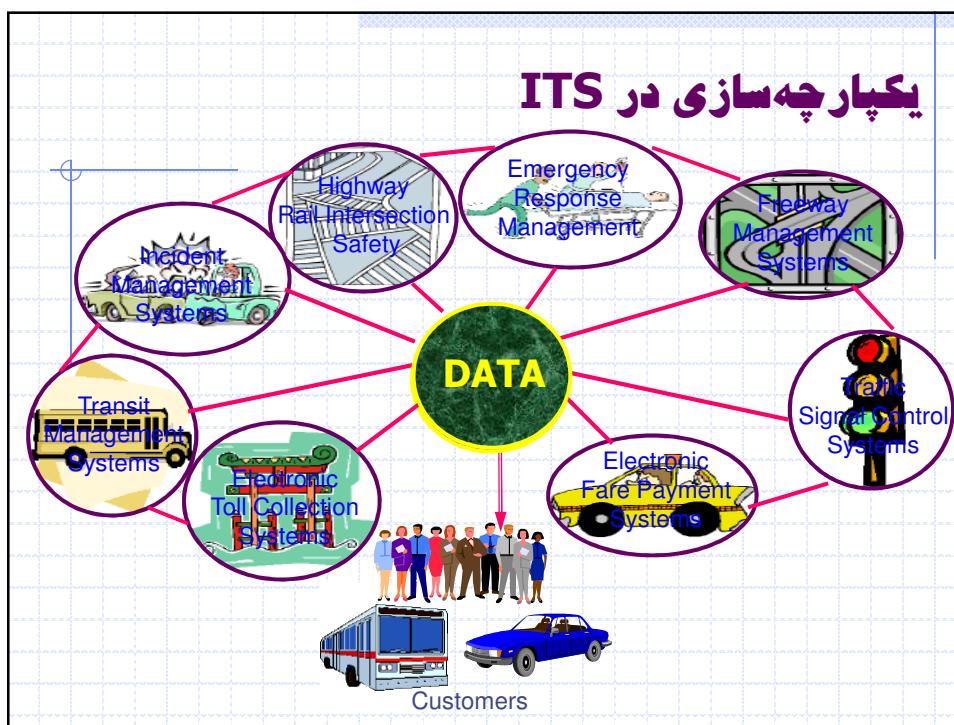 یکپارچه‌سازی در ITS
Emergency
Response
Management
Highway
Rail Intersection
Safety
Freeway
Management
Systems
Incident
Management
Systems
DATA
Traffic
Signal Control
Systems
Transit
Management
Systems
Electronic
Toll Collection
Systems
Electronic
Fare Payment
Systems
Customers